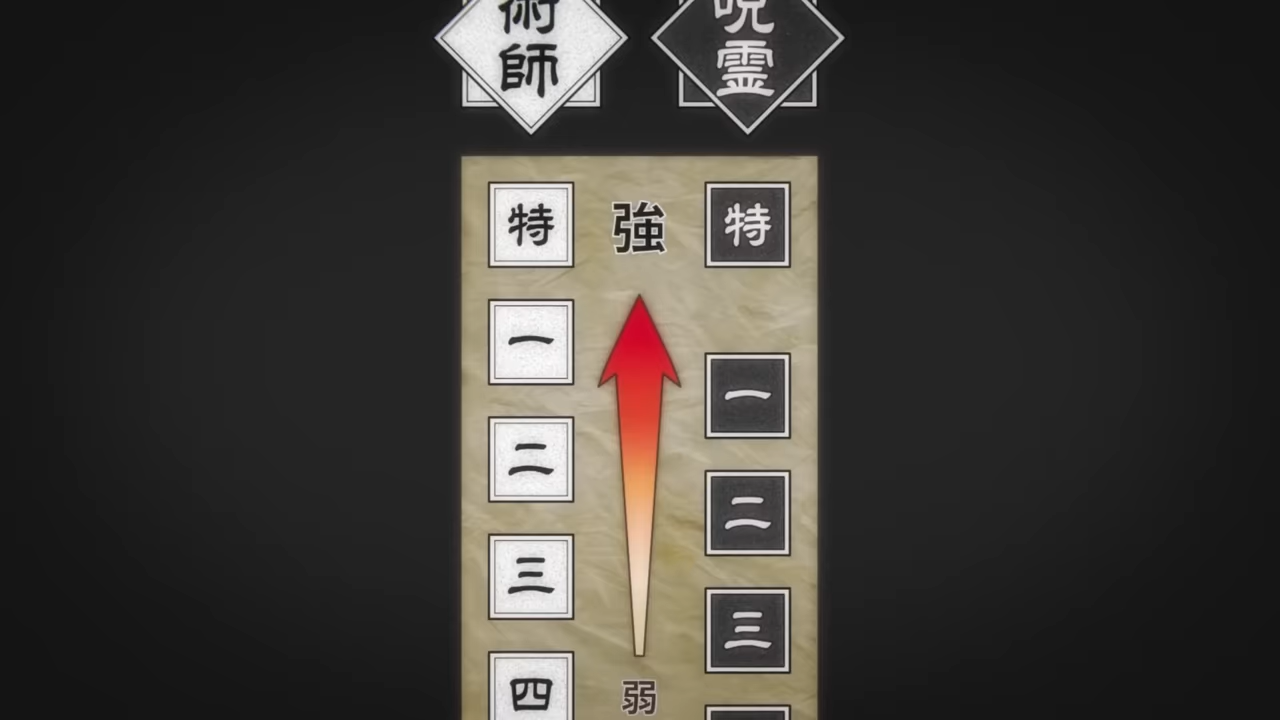 術師
呪霊
特
強
特
一
一
二
二
三
三
四
弱